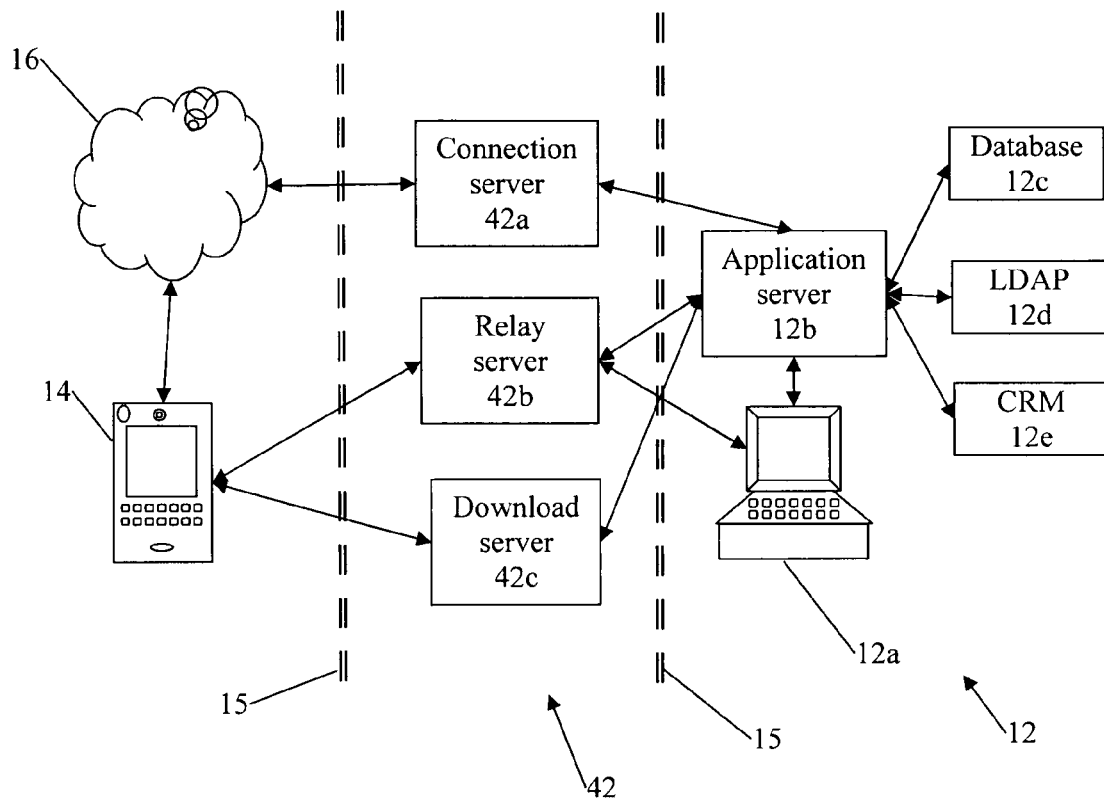 16
Connection
server
42a
Database
12c
Application
server
12b
LDAP
12d
Relay
server
42b
14
CRM
12e
Download
server
42c
12a
15
15
12
42